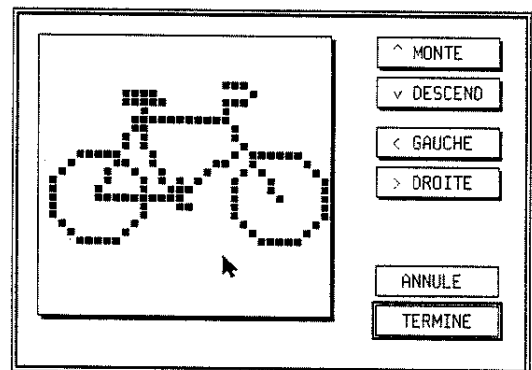 ^ MONTE
v DESCEND
< GAUCHE
> DROITE
ANNULE
TERMINE